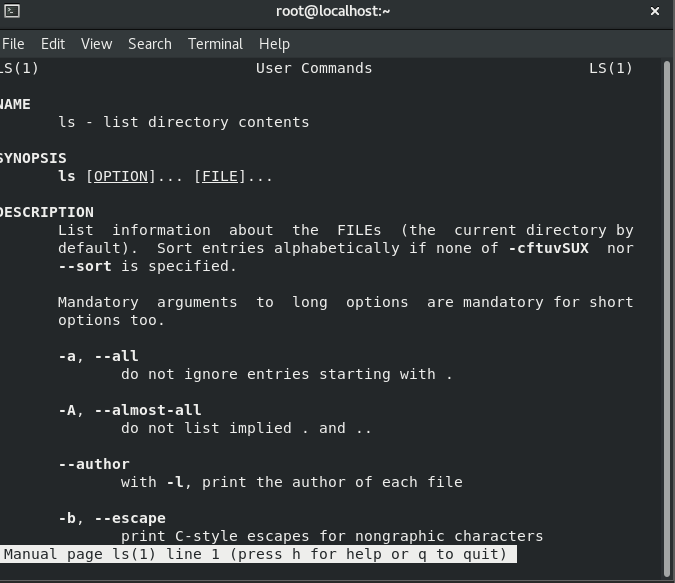 root@localhost:~
File Edit View Search Terminal Help
LS(1) User Commands LS(1)
NAME
ls - list directory contents
SYNOPSIS
ls [OPTION]... [FILE]...
DESCRIPTION
List information about the FILEs (the current directory by
default). Sort entries alphabetically if none of -cftuvSUX nor
--sort is specified.
Mandatory arguments to long options are mandatory for short
options too.
-a, --all
do not ignore entries starting with .
-A, --almost-all
do not list implied . and ..
--author
with -l, print the author of each file
-b, --escape
print C-style escapes for nongraphic characters
Manual page ls(1) line 1 (press h for help or q to quit)